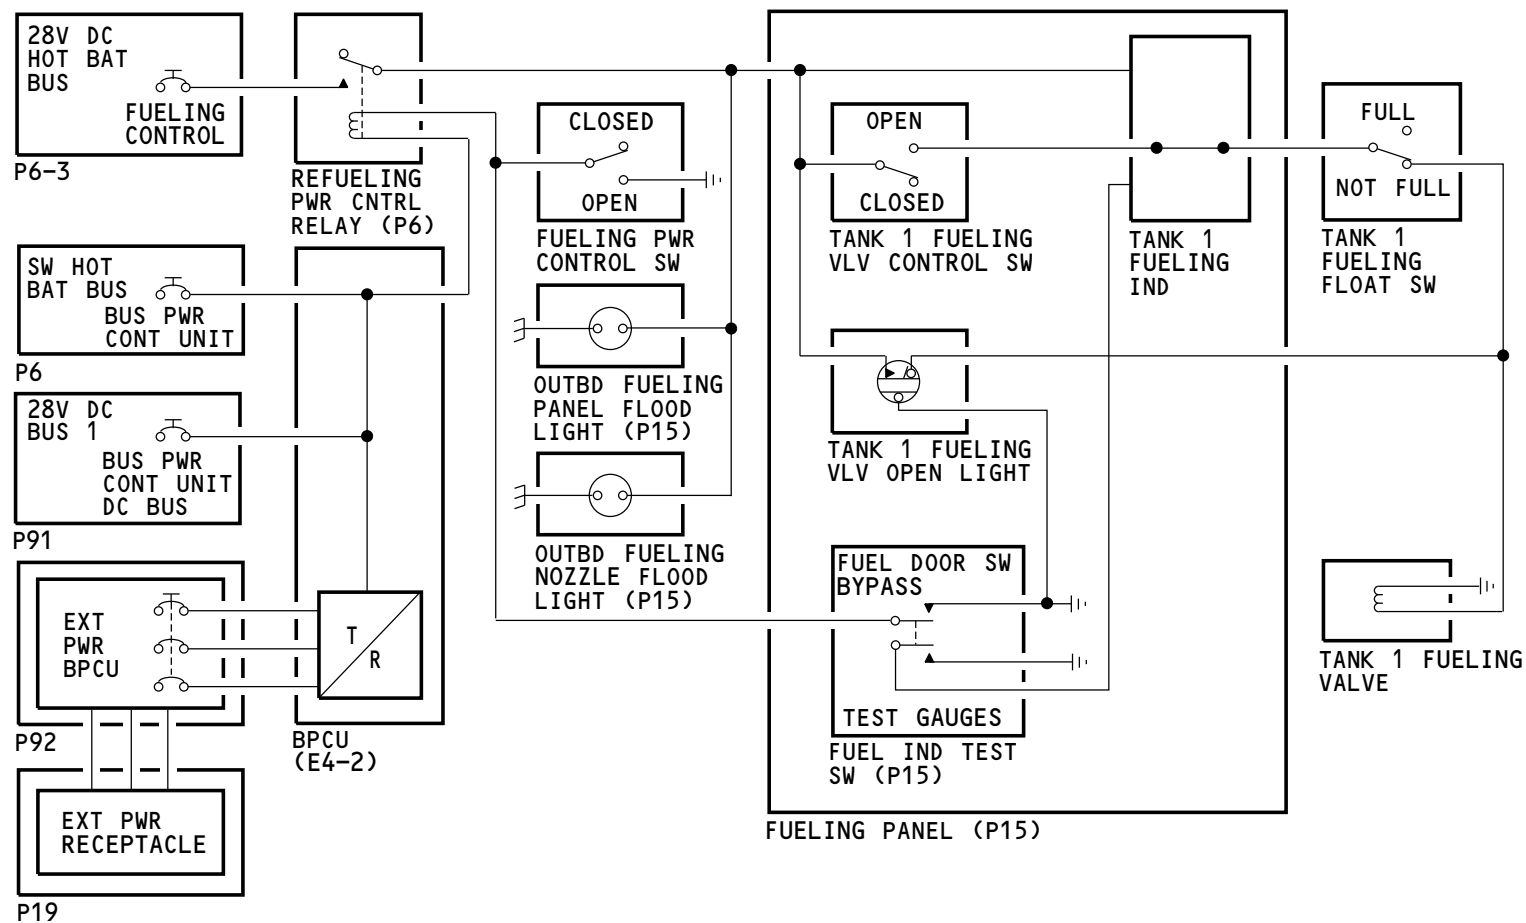 28V DC
HOT BAT
BUS
FUELING
CONTROL
P6-3
SW HOT
BAT BUS
BUS PWR
CONT UNIT
P6
28V DC
BUS 1
BUS PWR
CONT UNIT
DC BUS
P91
EXT
PWR
BPCU
P92
EXT PWR
RECEPTACLE
P19
REFUELING
PWR CNTRL
RELAY (P6)
T
R
BPCU
(E4-2)
CLOSED
OPEN
FUELING PWR
CONTROL SW
OUTBD FUELING
PANEL FLOOD
LIGHT (P15)
OUTBD FUELING
NOZZLE FLOOD
LIGHT (P15)
OPEN
CLOSED
TANK 1 FUELING
VLV CONTROL SW
TANK 1 FUELING
VLV OPEN LIGHT
FUEL DOOR SW
BYPASS
TEST GAUGES
FUEL IND TEST
SW (P15)
TANK 1
FUELING
IND
FUELING PANEL (P15)
FULL
NOT FULL
TANK 1
FUELING
FLOAT SW
TANK 1 FUELING
VALVE